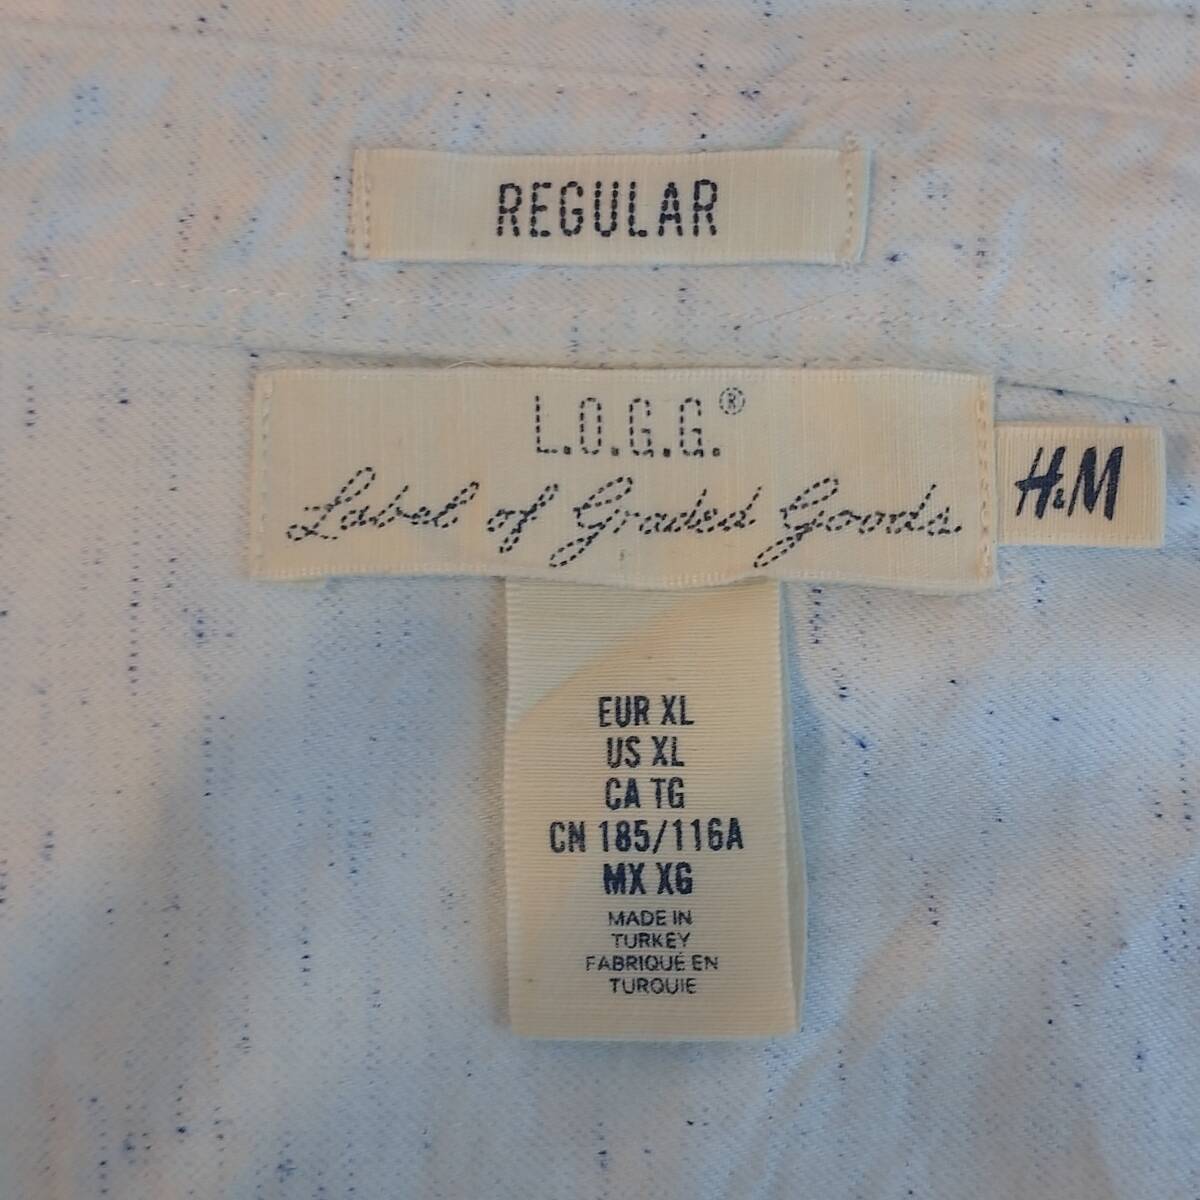 REGULAR
L.O.G.G.®
Label of Graded Goods
H&M
EUR XL
US XL
CA TG
CN 185/116A
MX XG
MADE IN
TURKEY
FABRIQUÉ EN
TURQUIE